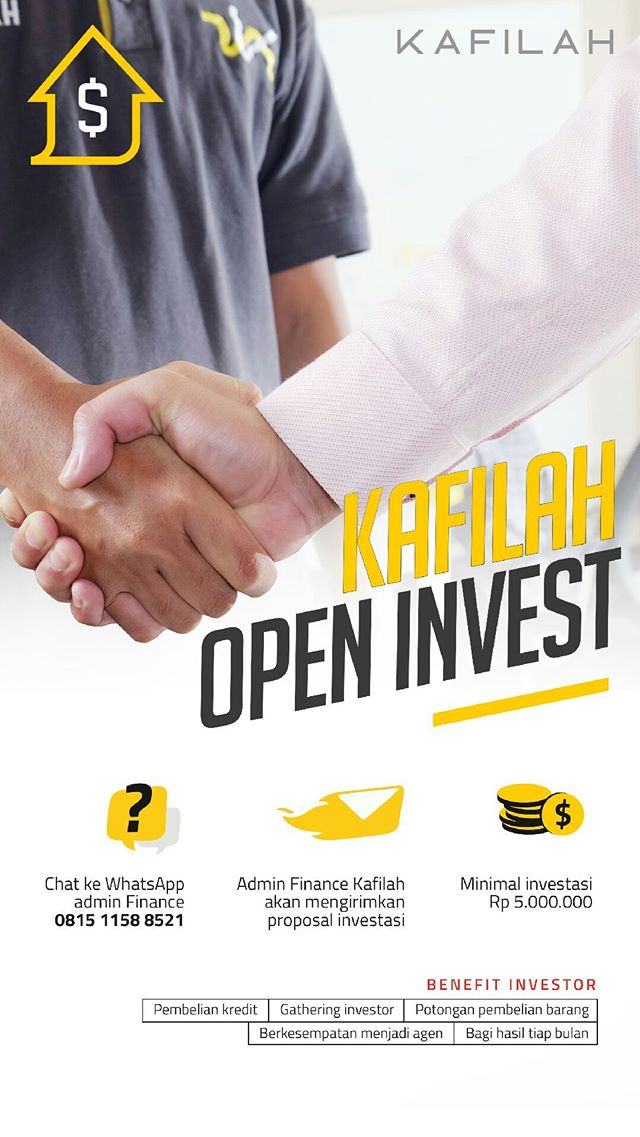 H
KAFILAH
$
KAFILAH
OPEN INVEST
?
$
Chat ke WhatsApp
admin Finance
0815 1158 8521
Admin Finance Kafilah
akan mengirimkan
proposal investasi
Minimal investasi
Rp 5.000.000
BENEFIT INVESTOR
Pembelian kredit
Gathering investor
Potongan pembelian barang
Berkesempatan menjadi agen
Bagi hasil tiap bulan